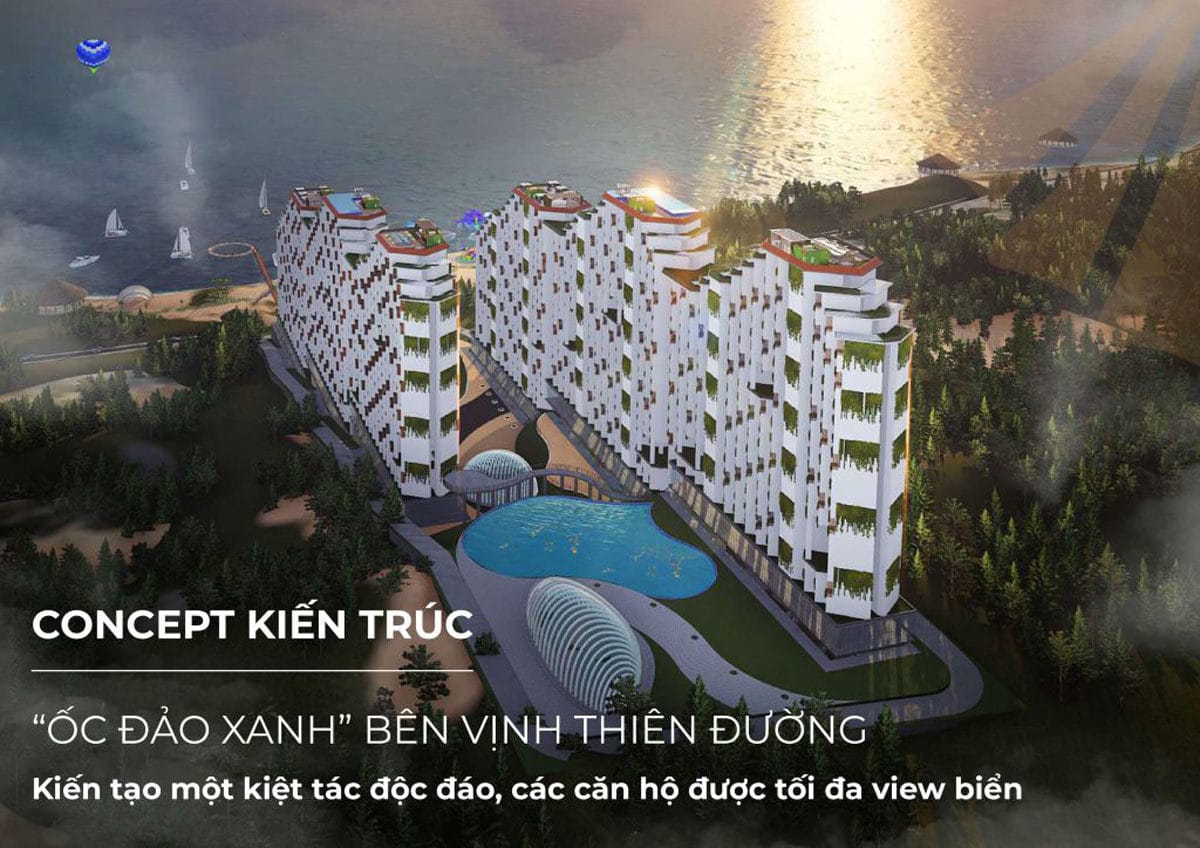 CONCEPT KIẾN TRÚC
“ỐC ĐẢO XANH” BÊN VỊNH THIÊN ĐƯỜNG
Kiến tạo một kiệt tác độc đáo, các căn hộ được tối đa view biển